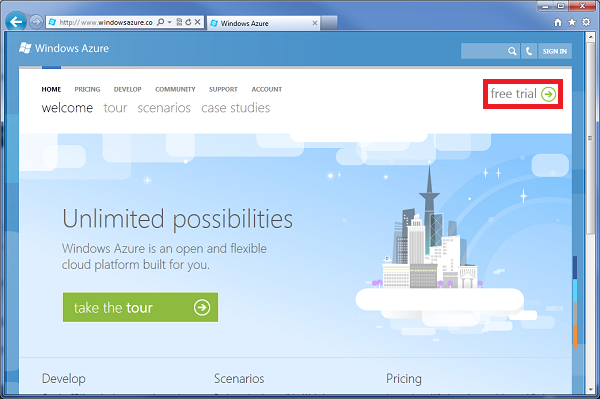 http://www.windowsazure.co
Windows Azure
Windows Azure
SIGN IN
HOME PRICING DEVELOP COMMUNITY SUPPORT ACCOUNT
free trial
welcome tour scenarios case studies
Unlimited possibilities
Windows Azure is an open and flexible
cloud platform built for you.
take the tour
Develop Scenarios Pricing